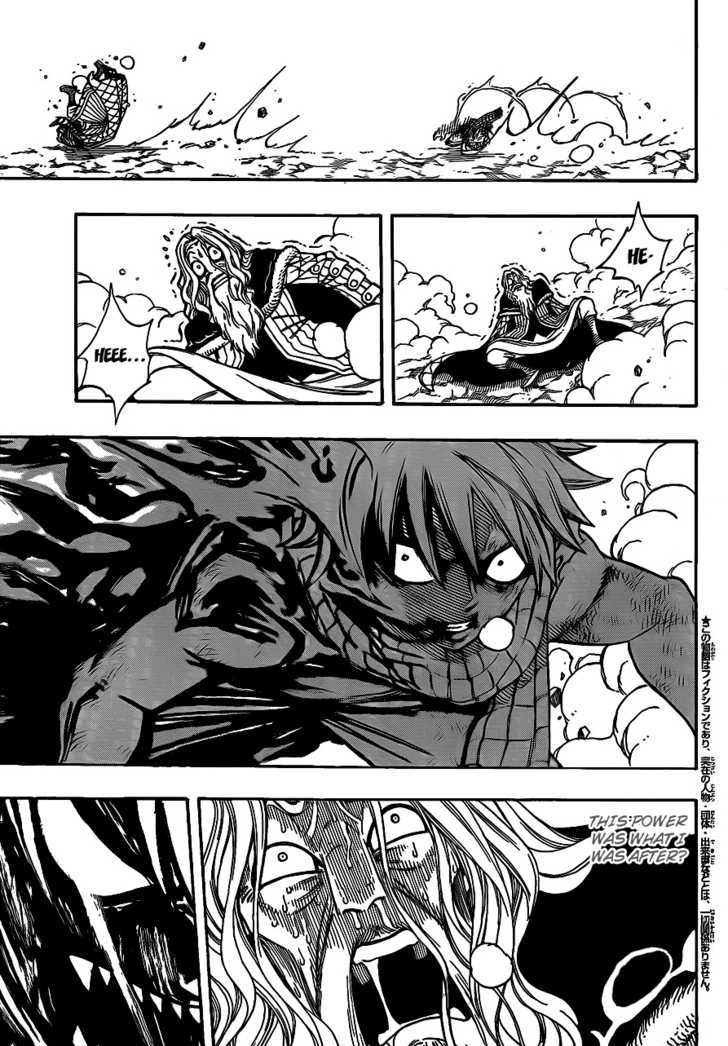 HE-
HEEE...
THIS POWER
WAS WHAT I
WAS AFTER?
★この物語はフィクションであり、実在の人物・団体・出来事などとは、一切関係ありません。